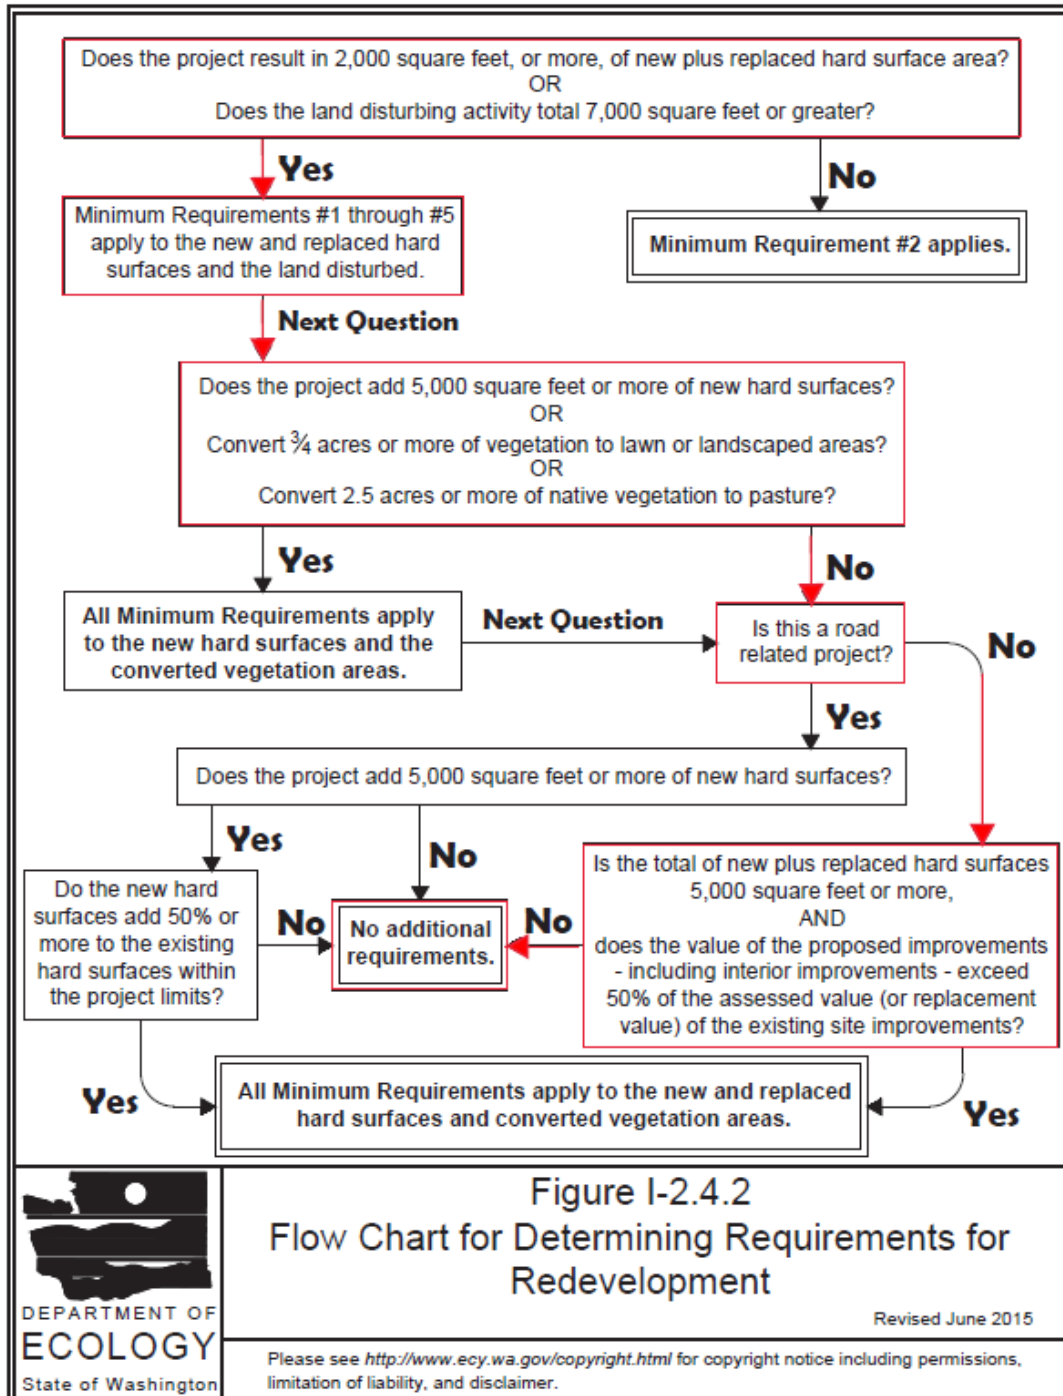 Does the project result in 2,000 square feet, or more, of new plus replaced hard surface area?
OR
Does the land disturbing activity total 7,000 square feet or greater?
Yes
No
Minimum Requirements #1 through #5
apply to the new and replaced hard
surfaces and the land disturbed.
Minimum Requirement #2 applies.
Next Question
Does the project add 5,000 square feet or more of new hard surfaces?
OR
Convert ¾ acres or more of vegetation to lawn or landscaped areas?
OR
Convert 2.5 acres or more of native vegetation to pasture?
Yes
No
All Minimum Requirements apply
to the new hard surfaces and the
converted vegetation areas.
Next Question
Is this a road
related project?
No
Yes
Does the project add 5,000 square feet or more of new hard surfaces?
Yes
No
Do the new hard
surfaces add 50% or
more to the existing
hard surfaces within
the project limits?
No
No additional
requirements.
No
Is the total of new plus replaced hard surfaces
5,000 square feet or more,
AND
does the value of the proposed improvements
- including interior improvements - exceed
50% of the assessed value (or replacement
value) of the existing site improvements?
Yes
All Minimum Requirements apply to the new and replaced
hard surfaces and converted vegetation areas.
Yes
DEPARTMENT OF
ECOLOGY
State of Washington
Figure I-2.4.2
Flow Chart for Determining Requirements for
Redevelopment
Revised June 2015
Please see http://www.ecy.wa.gov/copyright.html for copyright notice including permissions,
limitation of liability, and disclaimer.